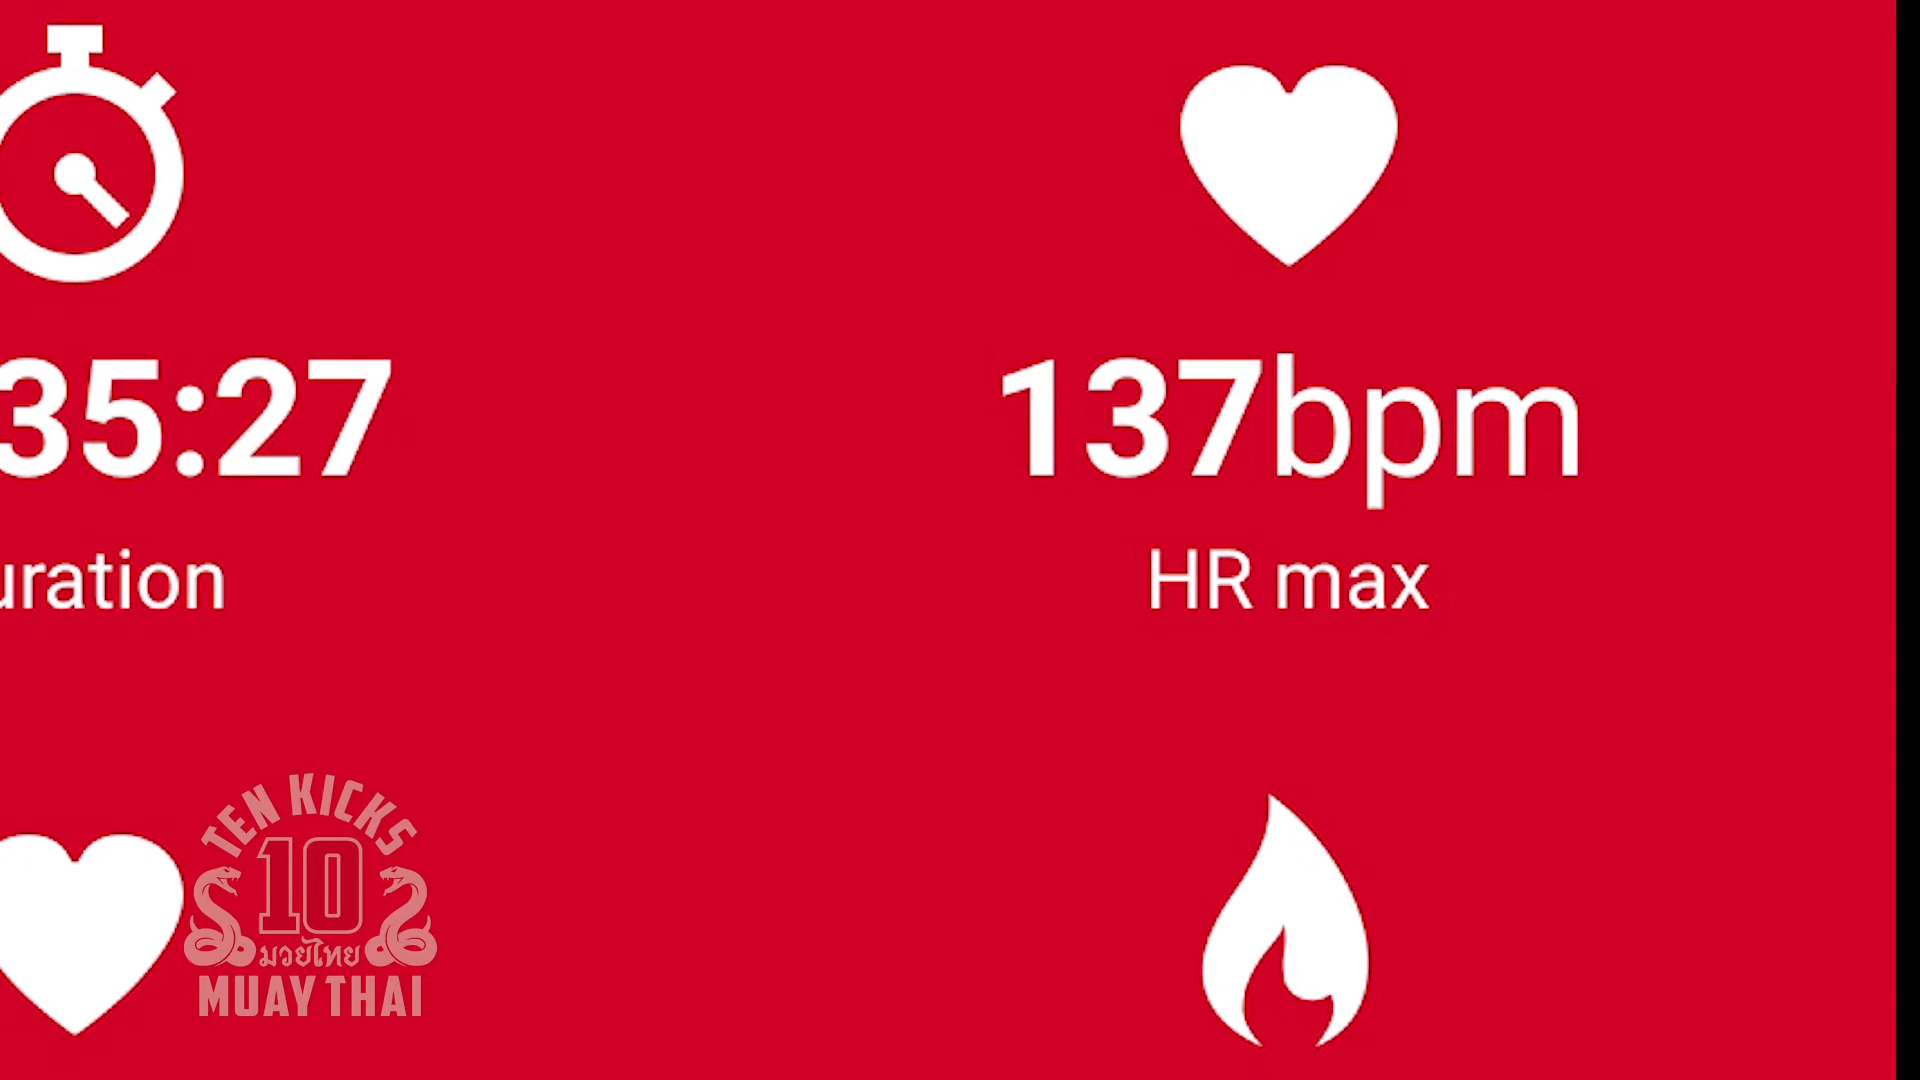 35:27
137bpm
uration
HR max
TEN KICKS
10
มวยไทย
MUAY THAI